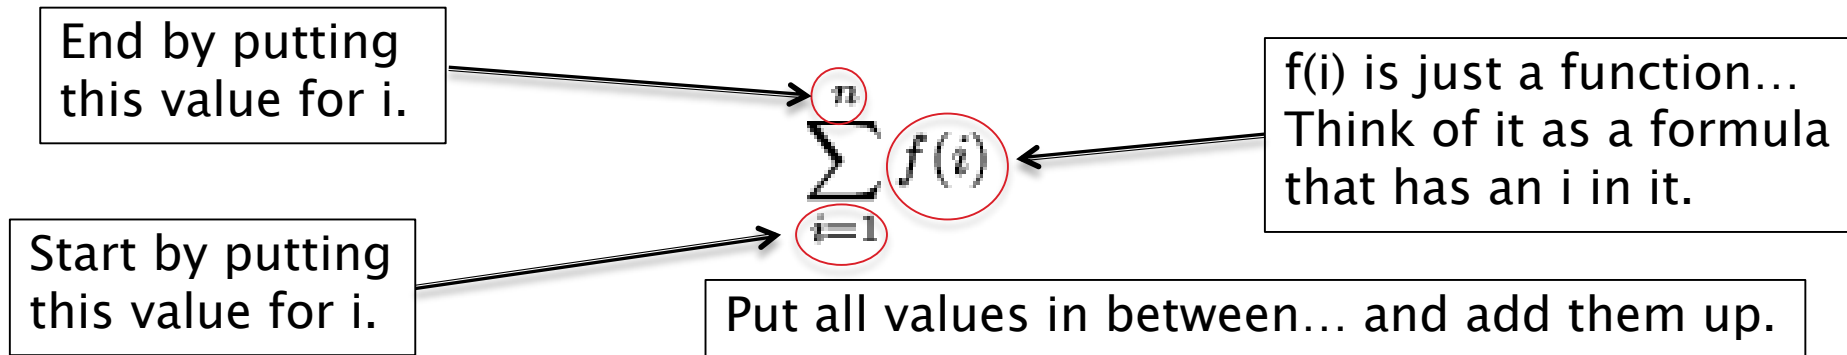 End by putting
this value for i.
n
∑ f(i)
i=1
f(i) is just a function…
Think of it as a formula
that has an i in it.
Start by putting
this value for i.
Put all values in between… and add them up.